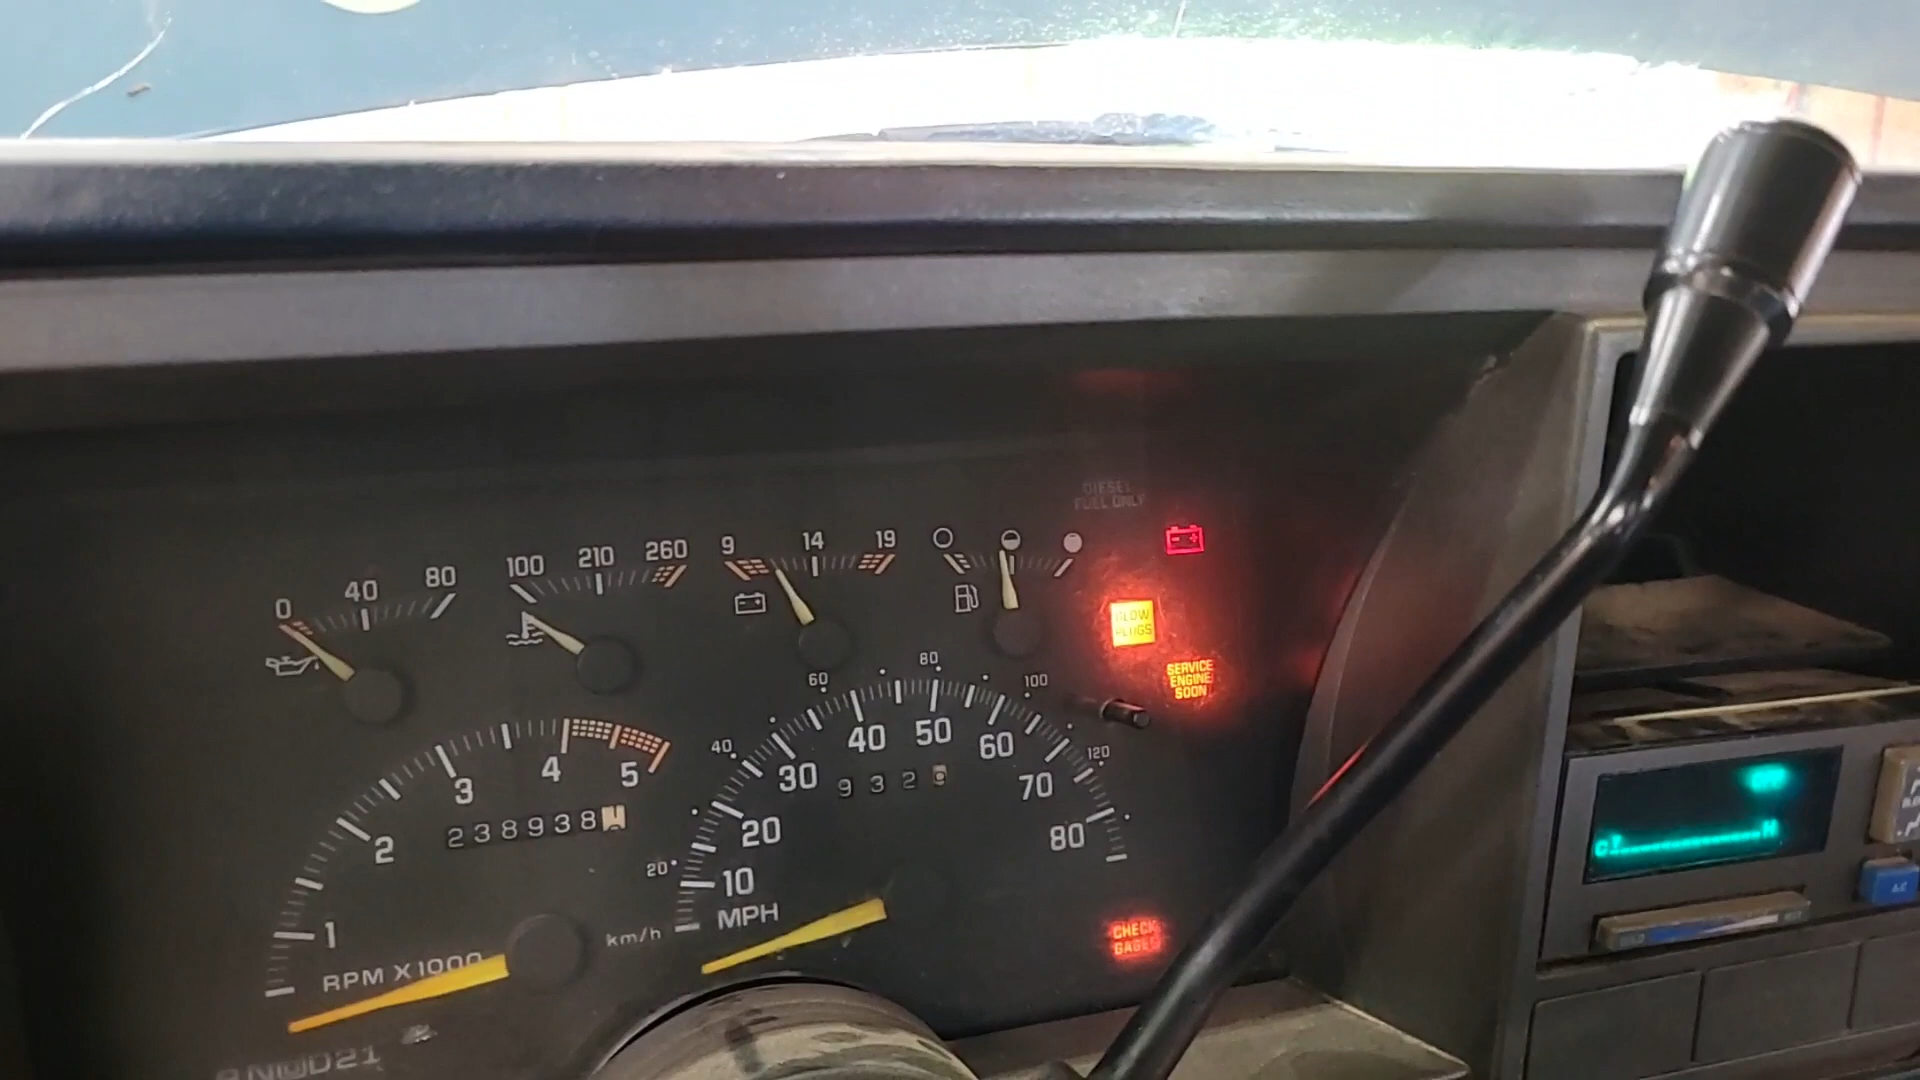 DIESEL
FUEL ONLY
0 40 80
100 210 260
9 14 19
GLOW
PLUGS
SERVICE
ENGINE
SOON
1 2 3 4 5
RPM X1000
238938
20 40 60 80 100 120
10 20 30 40 50 60 70 80
932
km/h
MPH
CHECK
GAGES
OFF
A/C
D21